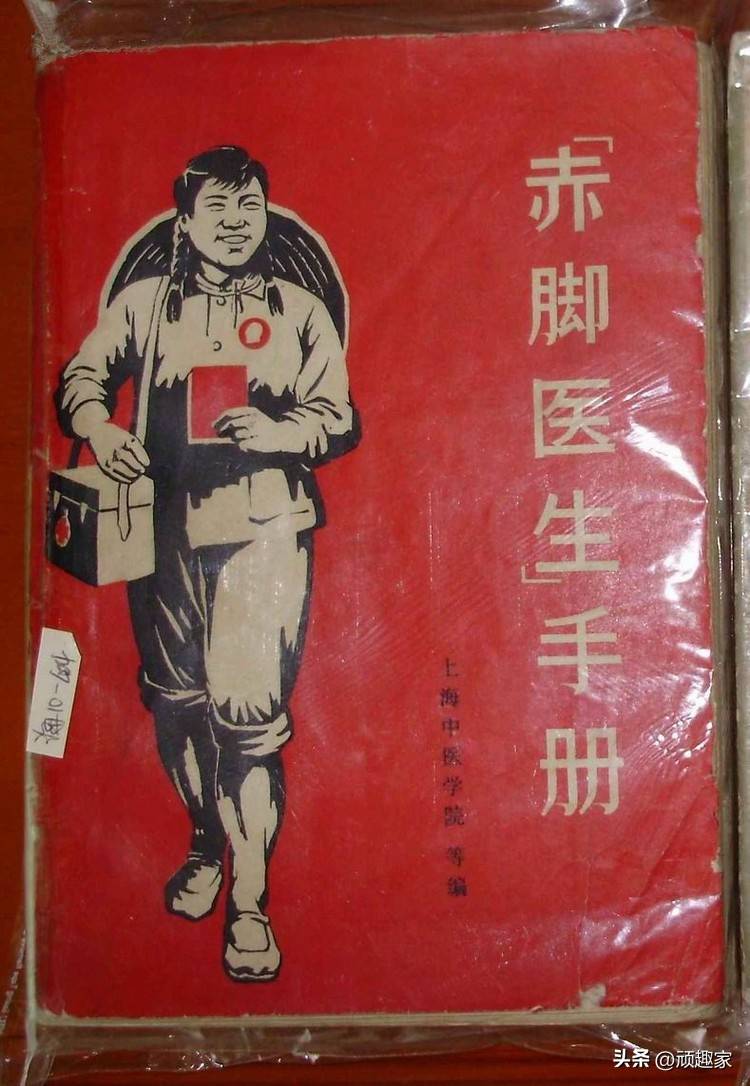 「赤脚医生」手册
上海中医学院 等编
头条 @顽趣家